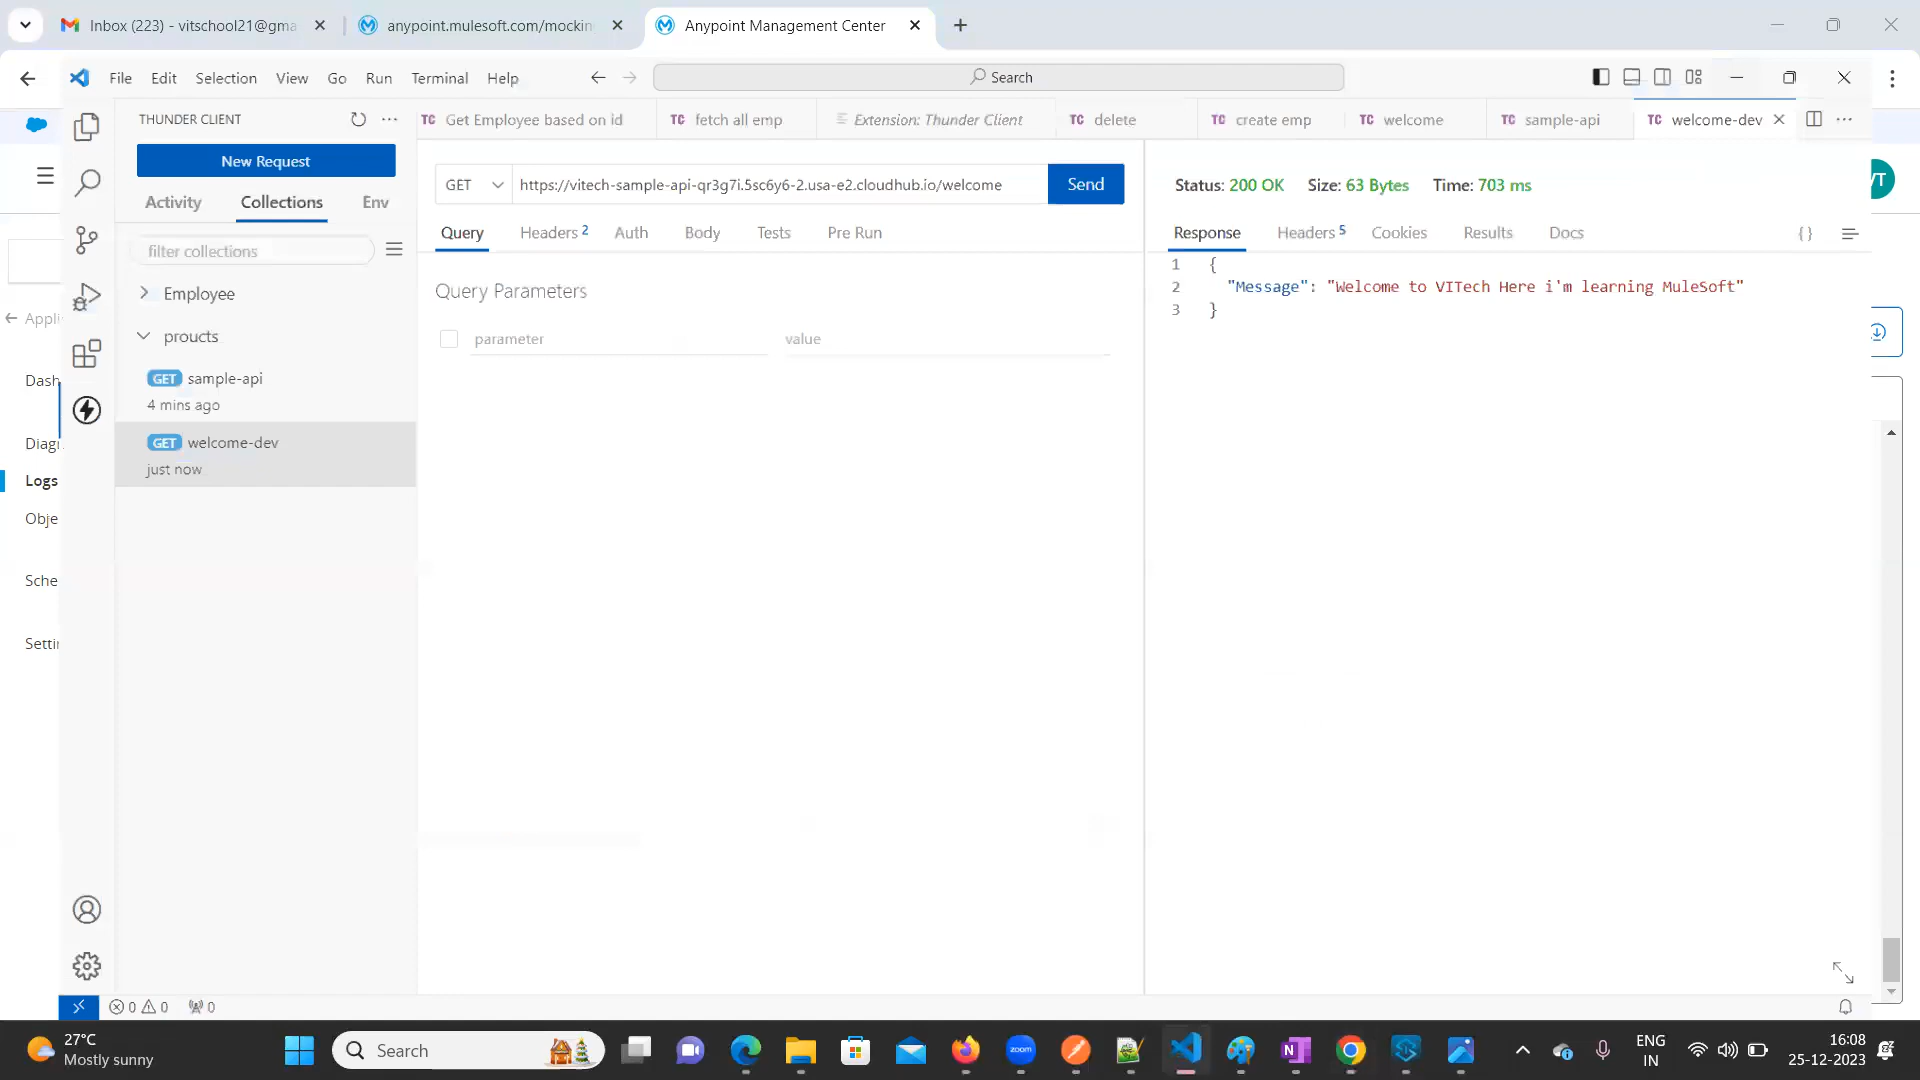 Inbox (223) - vitschool21@gma
anypoint.mulesoft.com/mockin
Anypoint Management Center
File Edit Selection View Go Run Terminal Help
Search
THUNDER CLIENT
TC Get Employee based on id
TC fetch all emp
Extension: Thunder Client
TC delete
TC create emp
TC welcome
TC sample-api
TC welcome-dev
New Request
Activity Collections Env
filter collections
Employee
proucts
GET sample-api
4 mins ago
GET welcome-dev
just now
GET
https://vitech-sample-api-qr3g7i.5sc6y6-2.usa-e2.cloudhub.io/welcome
Send
Query Headers 2 Auth Body Tests Pre Run
Query Parameters
parameter value
Status: 200 OK Size: 63 Bytes Time: 703 ms
Response Headers 5 Cookies Results Docs
{}
1 {
2 "Message": "Welcome to VITech Here i'm learning MuleSoft"
3 }
VT
Appli
Dash
Diag
Logs
Obje
Sche
Settin
0 0 0
27°C
Mostly sunny
Search
zoom
ENG
IN
16:08
25-12-2023